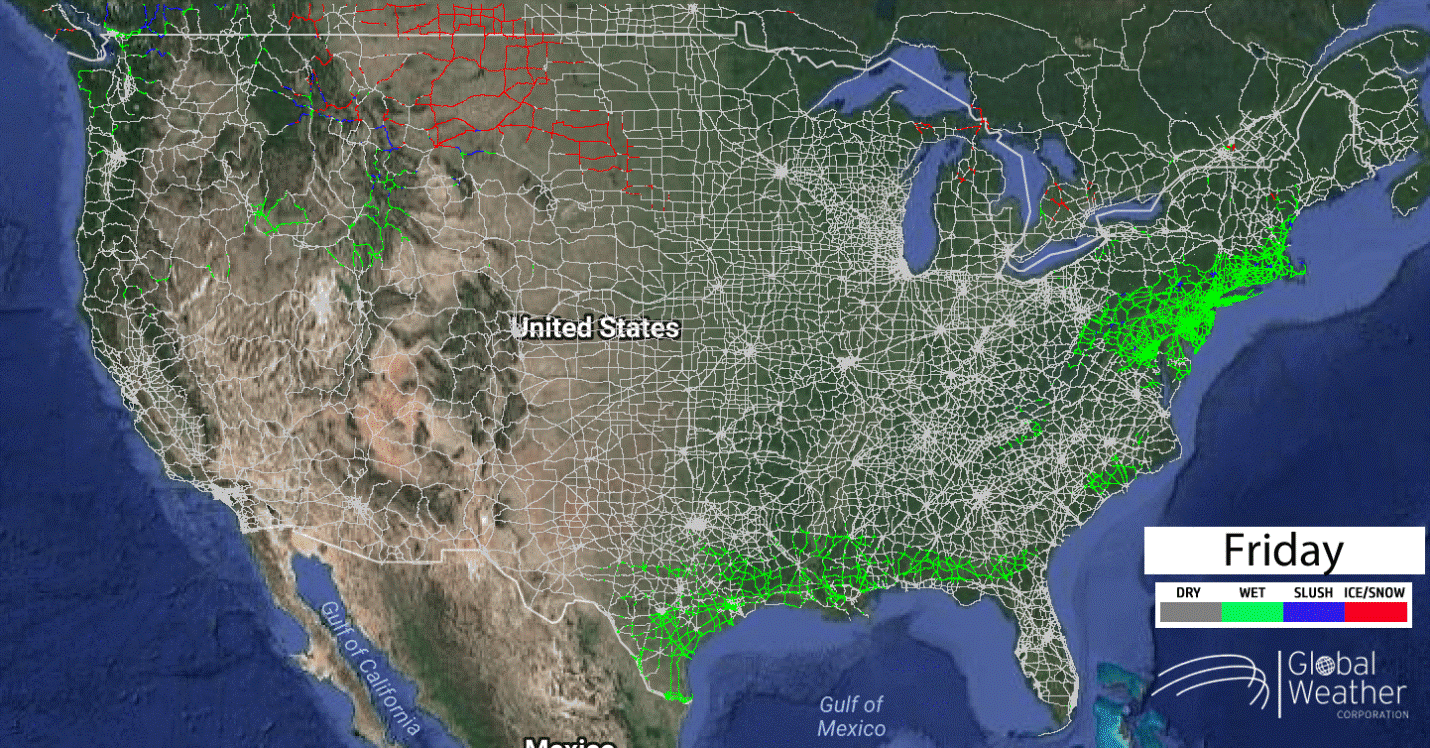 United States
Friday
DRY WET SLUSH ICE/SNOW
Gulf of California
Global
Weather
CORPORATION
Gulf of
Mexico
Mexico